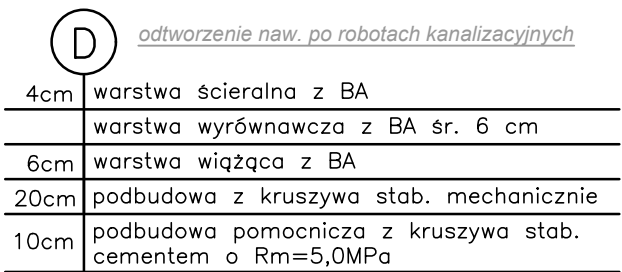 D
odtworzenie naw. po robotach kanalizacyjnych
4cm warstwa ścieralna z BA
warstwa wyrównawcza z BA śr. 6 cm
6cm warstwa wiążąca z BA
20cm podbudowa z kruszywa stab. mechanicznie
10cm podbudowa pomocnicza z kruszywa stab.
cementem o Rm=5,0MPa